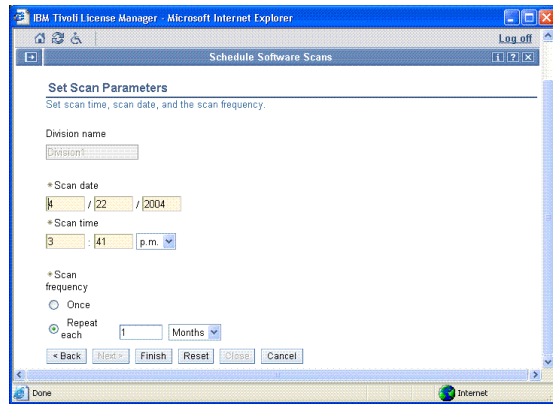 IBM Tivoli License Manager - Microsoft Internet Explorer
Log off
Schedule Software Scans
i ? X
Set Scan Parameters
Set scan time, scan date, and the scan frequency.
Division name
Division1
*Scan date
4 / 22 / 2004
*Scan time
3 : 41 p.m.
*Scan
frequency
Once
Repeat
each 1 Months
< Back Next > Finish Reset Close Cancel
Done Internet